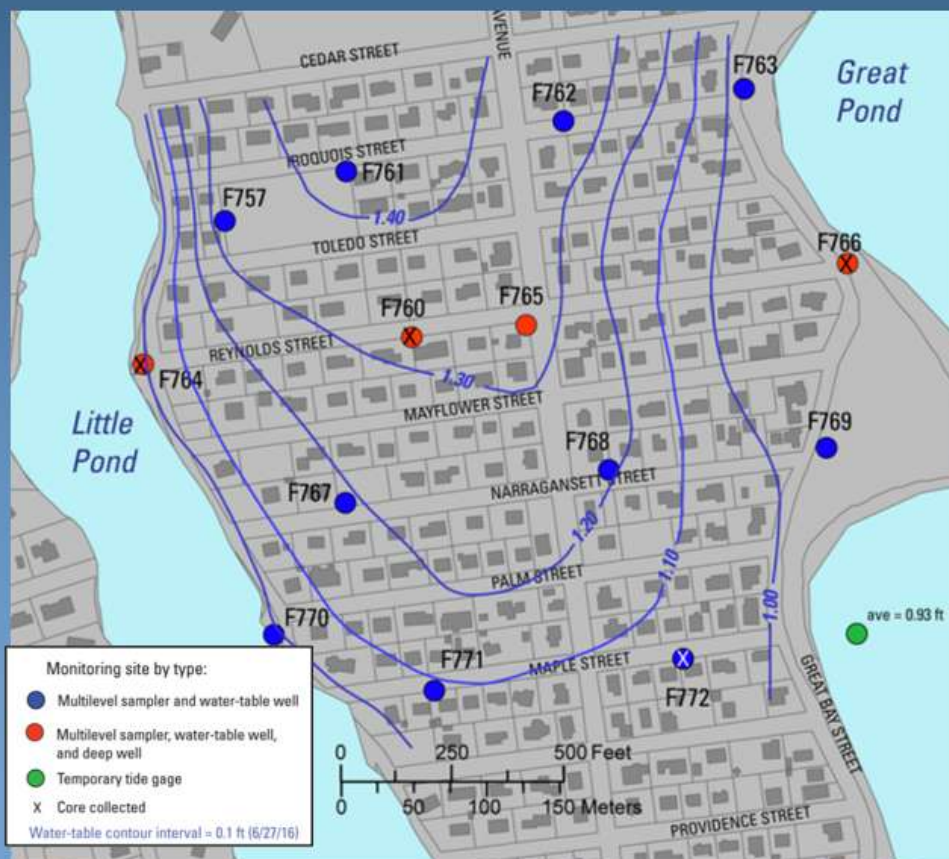 AVENUE
CEDAR STREET
F763
Great
Pond
F762
IROQUOIS STREET
F761
F757
1.40
TOLEDO STREET
F766
F760
F765
REYNOLDS STREET
F764
1.30
MAYFLOWER STREET
Little
Pond
F769
F768
F767
NARRAGANSETT STREET
1.20
PALM STREET
1.10
1.00
ave = 0.93 ft
F770
F771
MAPLE STREET
X
F772
GREAT BAY STREET
Monitoring site by type:
Multilevel sampler and water-table well
Multilevel sampler, water-table well,
and deep well
Temporary tide gage
X Core collected
Water-table contour interval = 0.1 ft (6/27/16)
0 250 500 Feet
0 50 100 150 Meters
PROVIDENCE STREET